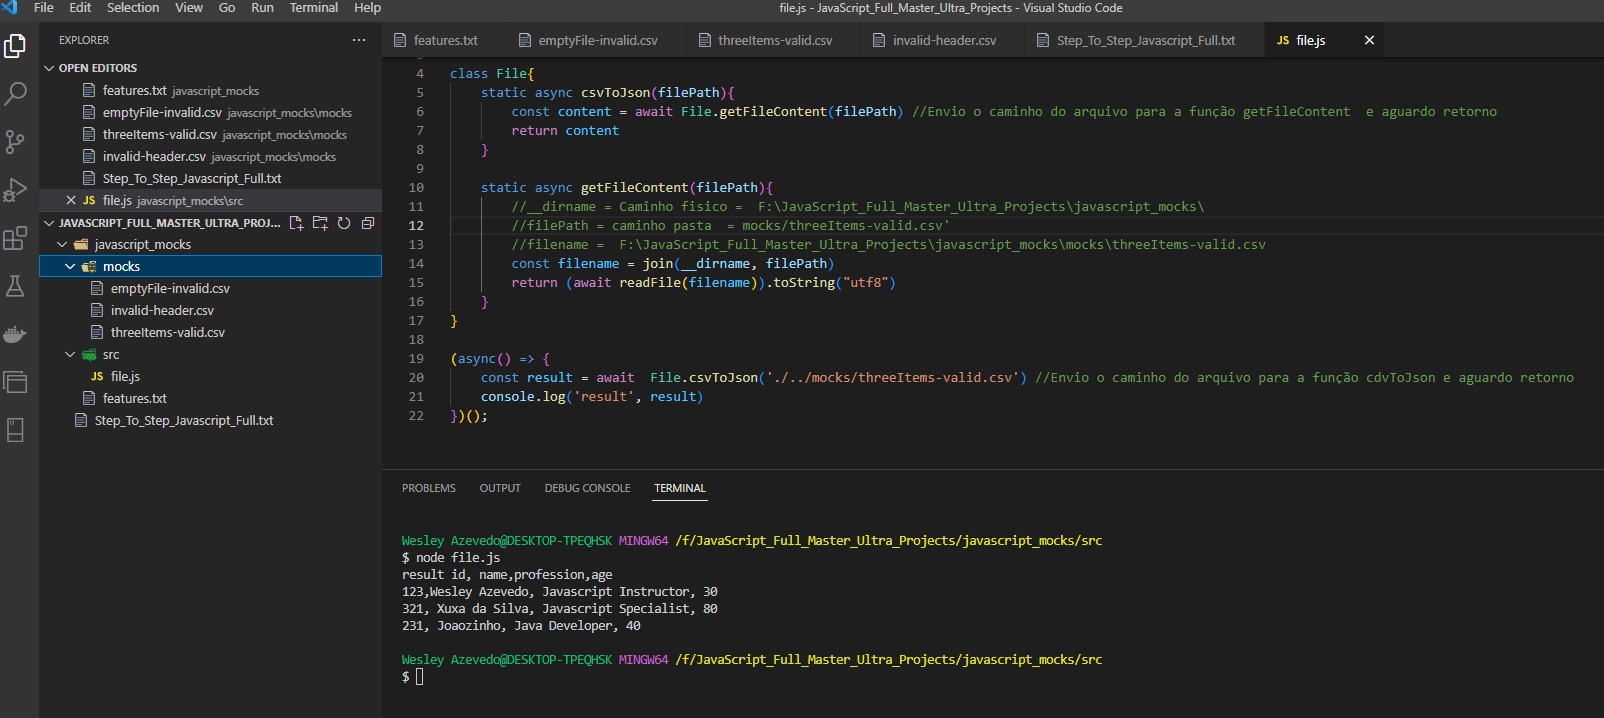 File Edit Selection View Go Run Terminal Help
file.js - JavaScript_Full_Master_Ultra_Projects - Visual Studio Code
EXPLORER ...
OPEN EDITORS
features.txt javascript_mocks
emptyFile-invalid.csv javascript_mocks\mocks
threeItems-valid.csv javascript_mocks\mocks
invalid-header.csv javascript_mocks\mocks
Step_To_Step_Javascript_Full.txt
JS file.js javascript_mocks\src
JAVASCRIPT_FULL_MASTER_ULTRA_PROJ...
javascript_mocks
mocks
emptyFile-invalid.csv
invalid-header.csv
threeItems-valid.csv
src
JS file.js
features.txt
Step_To_Step_Javascript_Full.txt
features.txt emptyFile-invalid.csv threeItems-valid.csv invalid-header.csv Step_To_Step_Javascript_Full.txt JS file.js
4 class File{
5 static async csvToJson(filePath){
6 const content = await File.getFileContent(filePath) //Envio o caminho do arquivo para a função getFileContent  e aguardo retorno
7 return content
8 }
9
10 static async getFileContent(filePath){
11 //__dirname = Caminho fisico =  F:\JavaScript_Full_Master_Ultra_Projects\javascript_mocks\
12 //filePath = caminho pasta  = mocks/threeItems-valid.csv'
13 //filename =  F:\JavaScript_Full_Master_Ultra_Projects\javascript_mocks\mocks\threeItems-valid.csv
14 const filename = join(__dirname, filePath)
15 return (await readFile(filename)).toString("utf8")
16 }
17 }
18
19 (async() => {
20 const result = await  File.csvToJson('./../mocks/threeItems-valid.csv') //Envio o caminho do arquivo para a função cdvToJson e aguardo retorno
21 console.log('result', result)
22 })();
PROBLEMS OUTPUT DEBUG CONSOLE TERMINAL
Wesley Azevedo@DESKTOP-TPEQHSK MINGW64 /f/JavaScript_Full_Master_Ultra_Projects/javascript_mocks/src
$ node file.js
result id, name,profession,age
123,Wesley Azevedo, Javascript Instructor, 30
321, Xuxa da Silva, Javascript Specialist, 80
231, Joaozinho, Java Developer, 40
Wesley Azevedo@DESKTOP-TPEQHSK MINGW64 /f/JavaScript_Full_Master_Ultra_Projects/javascript_mocks/src
$